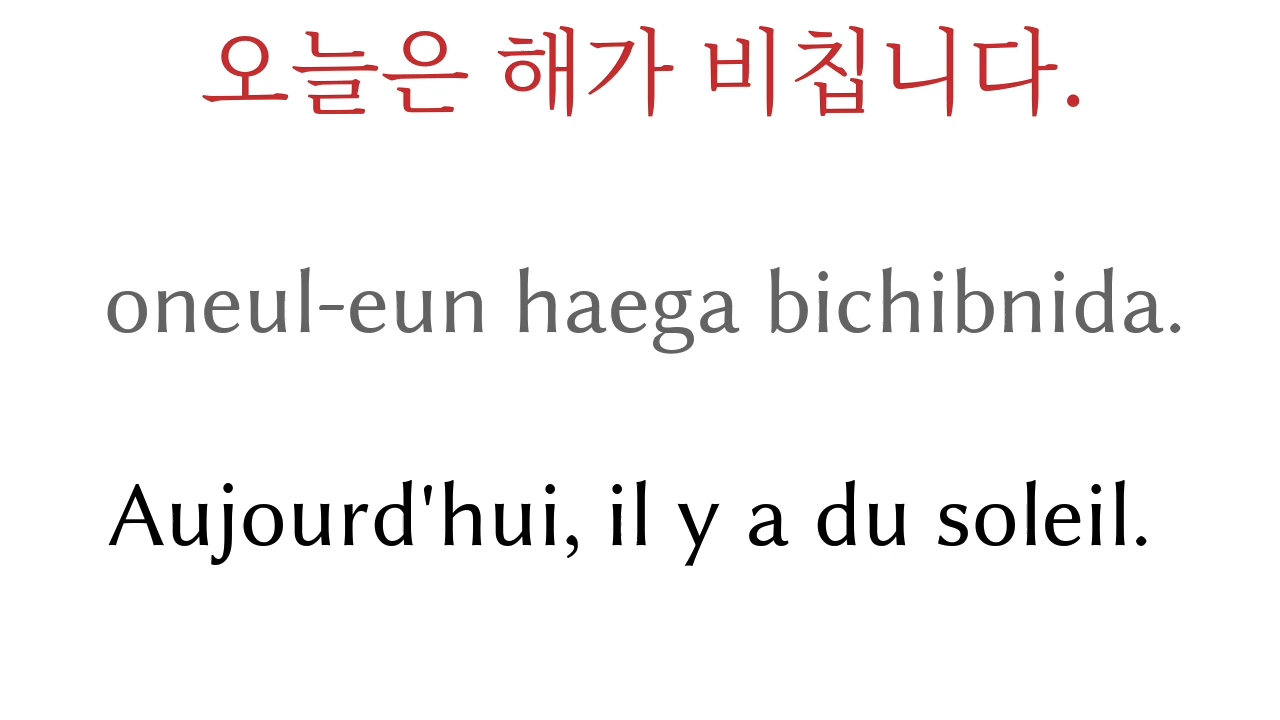 오늘은 해가 비칩니다.
oneul-eun haega bichibnida.
Aujourd'hui, il y a du soleil.